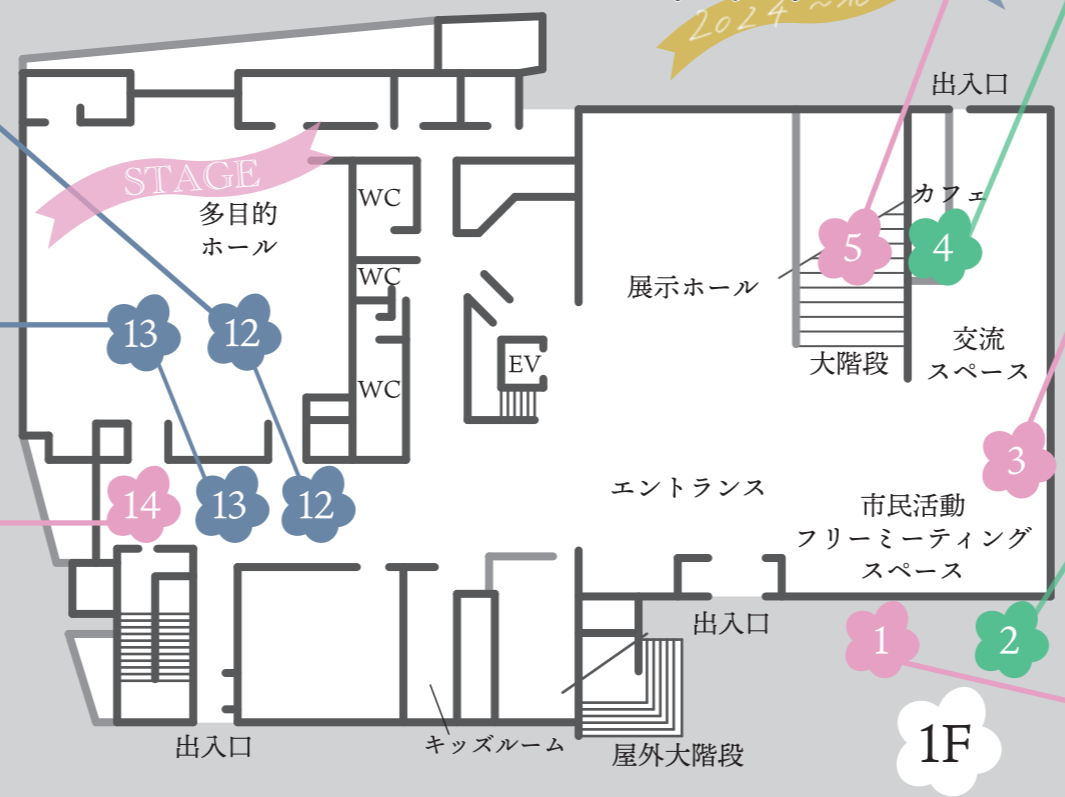 2024
出入口
STAGE
多目的
ホール
WC
WC
WC
EV
カフェ
5
4
展示ホール
大階段
交流
スペース
13
12
3
14
13
12
エントランス
市民活動
フリーミーティング
スペース
出入口
1
2
出入口
キッズルーム
屋外大階段
1F